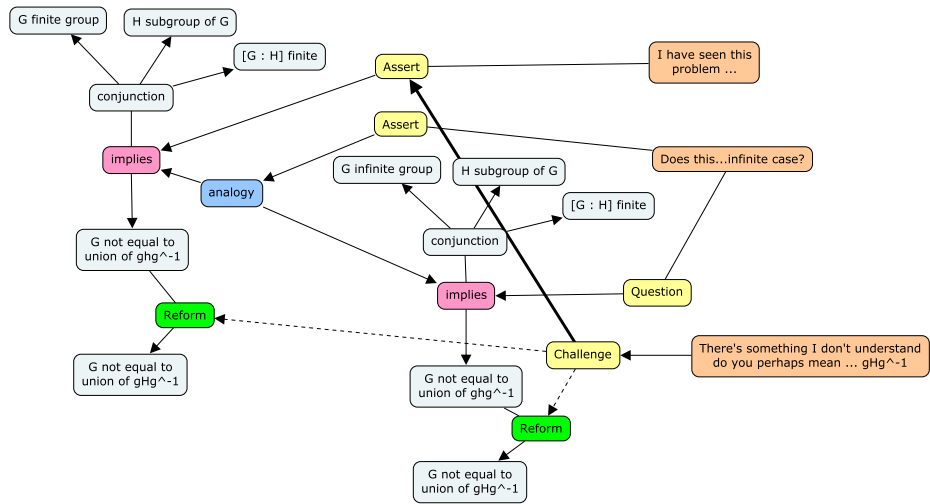 G finite group
H subgroup of G
[G : H] finite
I have seen this
problem ...
Assert
conjunction
Assert
implies
Does this...infinite case?
G infinite group
H subgroup of G
analogy
[G : H] finite
G not equal to
union of ghg^-1
conjunction
implies
Question
Reform
There's something I don't understand
do you perhaps mean ... gHg^-1
Challenge
G not equal to
union of gHg^-1
G not equal to
union of ghg^-1
Reform
G not equal to
union of gHg^-1